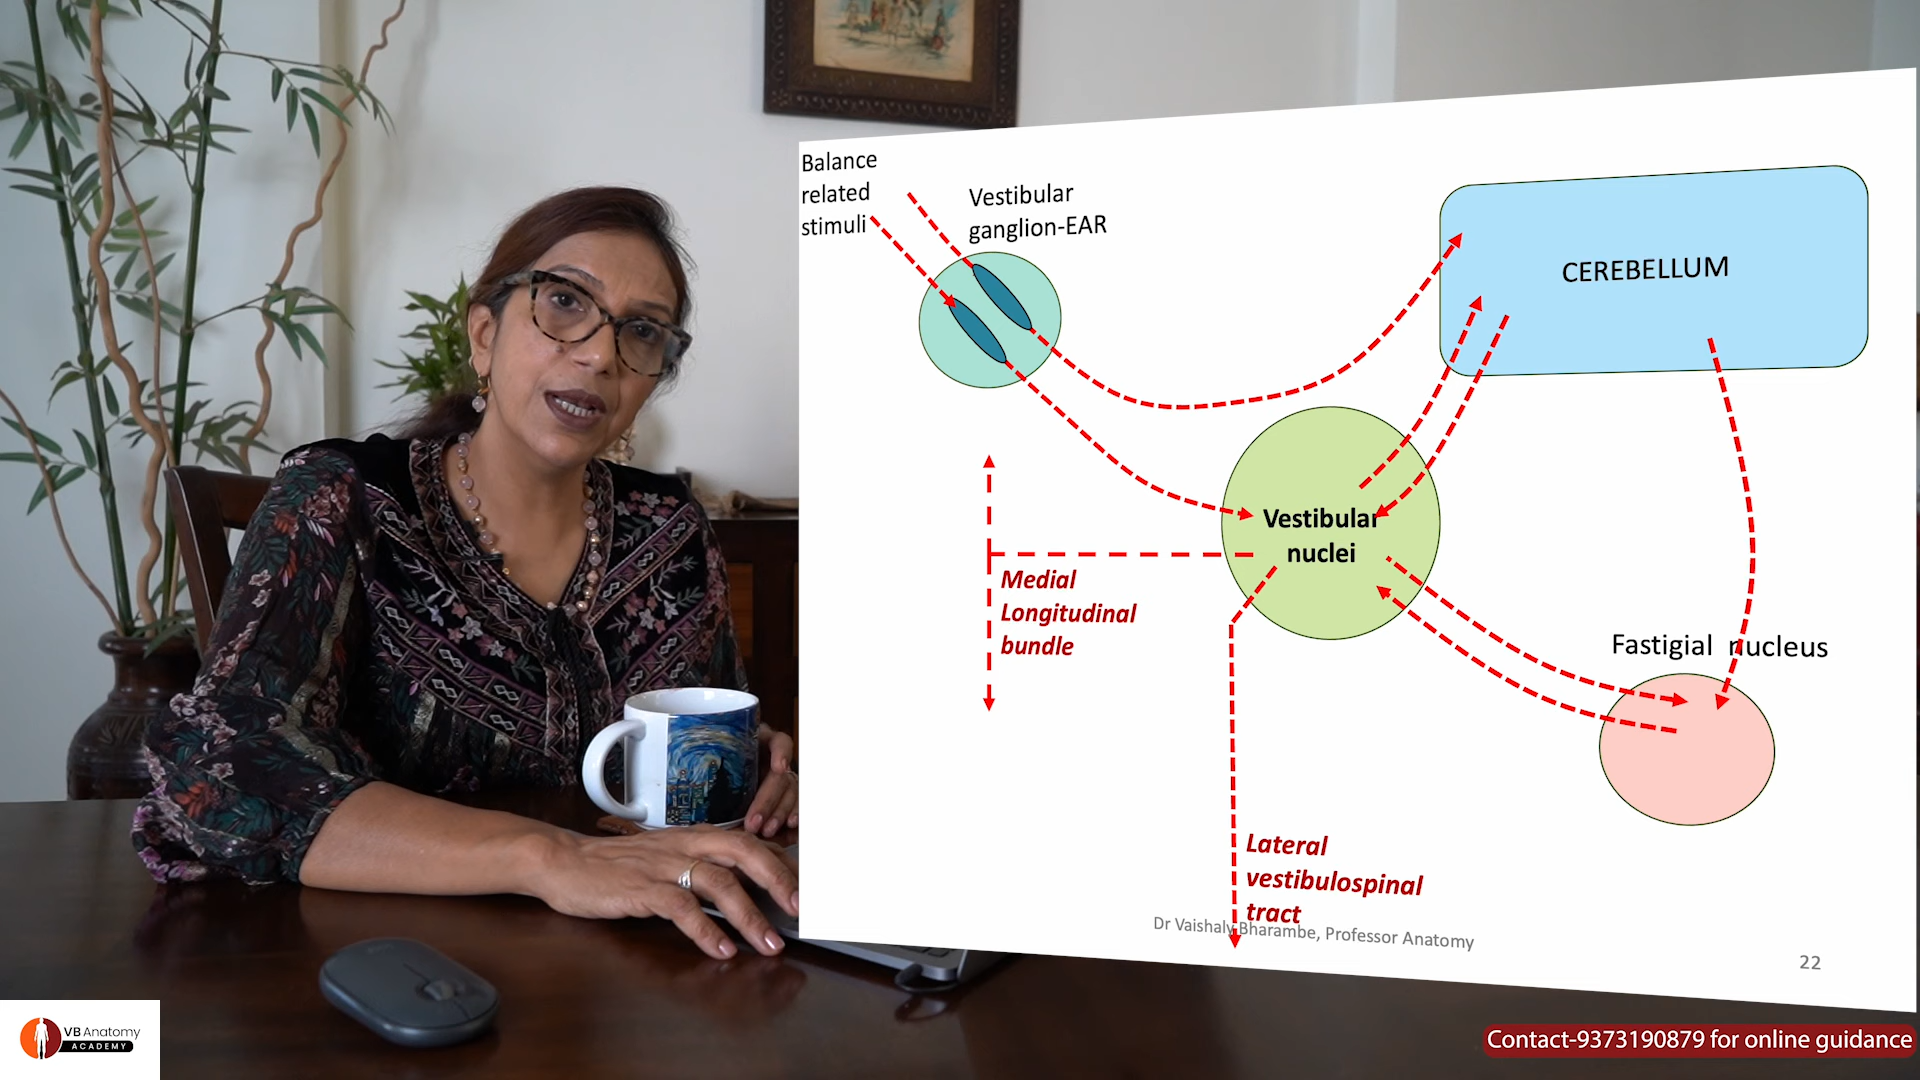 Balance
related
stimuli
Vestibular
ganglion-EAR
CEREBELLUM
Vestibular
nuclei
Medial
Longitudinal
bundle
Fastigial nucleus
Lateral
vestibulospinal
tract
Dr Vaishaly Bharambe, Professor Anatomy
22
VB Anatomy
ACADEMY
Contact-9373190879 for online guidance